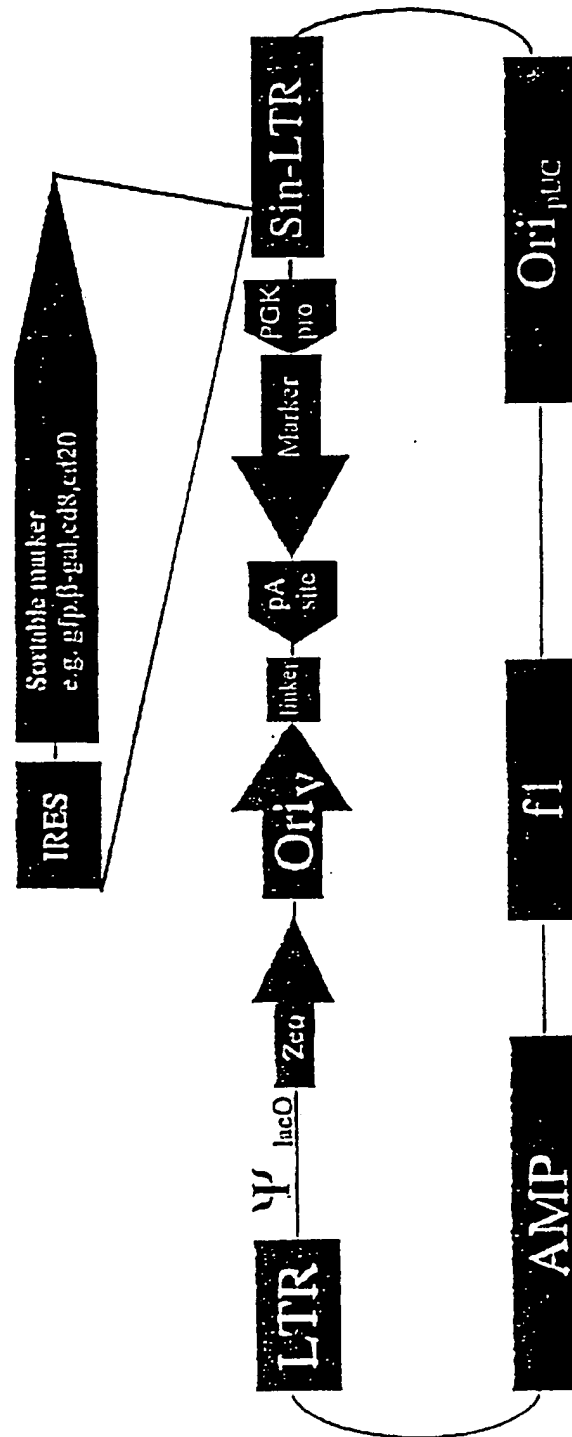 IRES
Sortable marker
e.g. gfp,β-gal,cd8,cd20
LTR
Ψ
lacO
Zeo
OriV
linker
pA
site
Marker
PGK
pro
Sin-LTR
AMP
f1
Ori pUC